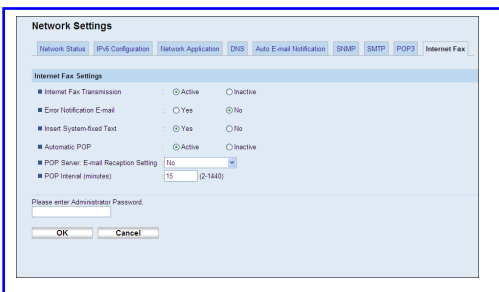 Network Settings
Network Status IPv6 Configuration Network Application DNS Auto E-mail Notification SNMP SMTP POP3 Internet Fax
Internet Fax Settings
Internet Fax Transmission : Active Inactive
Error Notification E-mail : Yes No
Insert System-fixed Text : Yes No
Automatic POP : Active Inactive
POP Server: E-mail Reception Setting No
POP Interval (minutes) : 15 (2-1440)
Please enter Administrator Password.
OK Cancel